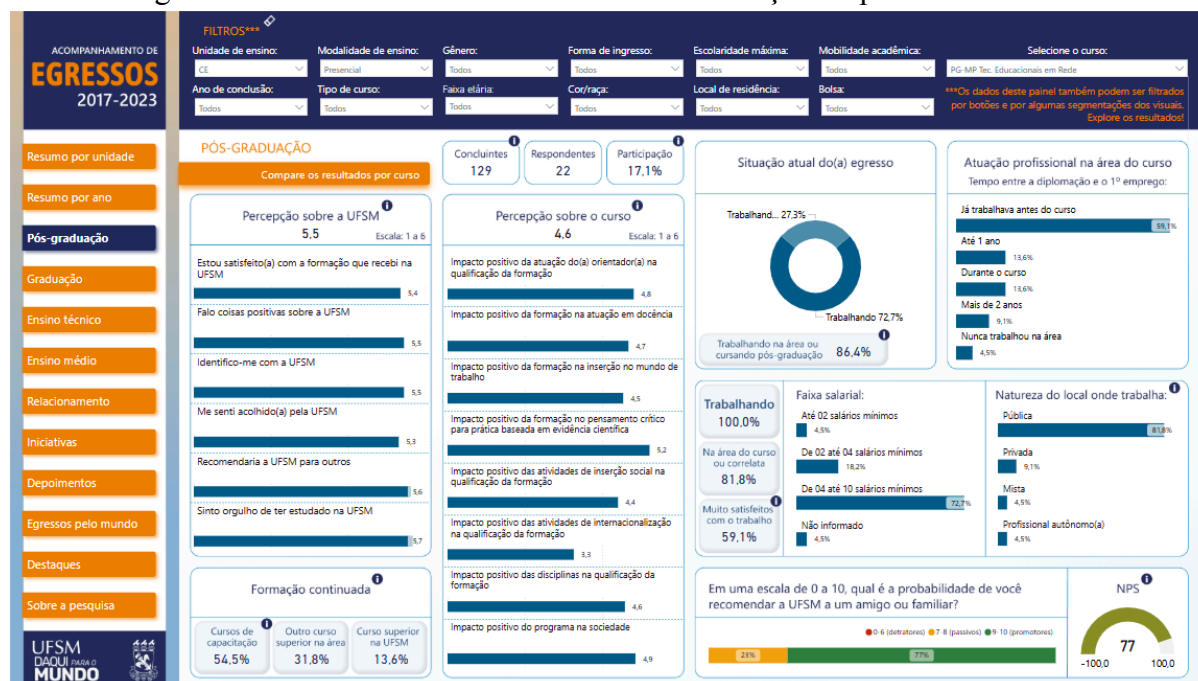 ACOMPANHAMENTO DE
EGRESSOS
2017-2023
FILTROS***
Unidade de ensino:
CE
Modalidade de ensino:
Presencial
Gênero:
Todos
Forma de ingresso:
Todos
Escolaridade máxima:
Todos
Mobilidade acadêmica:
Todos
Selecione o curso:
PG-MP Tec. Educacionais em Rede
Ano de conclusão:
Todos
Tipo de curso:
Todos
Faixa etária:
Todos
Cor/raça:
Todos
Local de residência:
Todos
Bolsa:
Todos
***Os dados deste painel também podem ser filtrados
por botões e por algumas segmentações dos visuais.
Explore os resultados!
Resumo por unidade
Resumo por ano
Pós-graduação
Graduação
Ensino técnico
Ensino médio
Relacionamento
Iniciativas
Depoimentos
Egressos pelo mundo
Destaques
Sobre a pesquisa
UFSM
DAQUI PARA O
MUNDO
PÓS-GRADUAÇÃO
Compare os resultados por curso
Concluintes
129
Respondentes
22
Participação
17,1%
Percepção sobre a UFSM
5,5
Escala: 1 a 6
Estou satisfeito(a) com a formação que recebi na
UFSM
5,4
Falo coisas positivas sobre a UFSM
5,5
Identifico-me com a UFSM
5,5
Me senti acolhido(a) pela UFSM
5,3
Recomendaria a UFSM para outros
5,6
Sinto orgulho de ter estudado na UFSM
5,7
Formação continuada
Cursos de
capacitação
54,5%
Outro curso
superior na área
31,8%
Curso superior
na UFSM
13,6%
Percepção sobre o curso
4,6
Escala: 1 a 6
Impacto positivo da atuação do(a) orientador(a) na
qualificação da formação
4,8
Impacto positivo da formação na atuação em docência
4,7
Impacto positivo da formação na inserção no mundo de
trabalho
4,5
Impacto positivo da formação no pensamento crítico
para prática baseada em evidência científica
5,2
Impacto positivo das atividades de inserção social na
qualificação da formação
4,4
Impacto positivo das atividades de internacionalização
na qualificação da formação
3,3
Impacto positivo das disciplinas na qualificação da
formação
4,6
Impacto positivo do programa na sociedade
4,9
Situação atual do(a) egresso
Trabalhand... 27,3%
Trabalhando 72,7%
Trabalhando na área ou
cursando pós-graduação
86,4%
Atuação profissional na área do curso
Tempo entre a diplomação e o 1º emprego:
Já trabalhava antes do curso
59,1%
Até 1 ano
13,6%
Durante o curso
13,6%
Mais de 2 anos
9,1%
Nunca trabalhou na área
4,5%
Trabalhando
100,0%
Na área do curso
ou correlata
81,8%
Muito satisfeitos
com o trabalho
59,1%
Faixa salarial:
Até 02 salários mínimos
4,5%
De 02 até 04 salários mínimos
18,2%
De 04 até 10 salários mínimos
72,7%
Não informado
4,5%
Natureza do local onde trabalha:
Pública
81,8%
Privada
9,1%
Mista
4,5%
Profissional autônomo(a)
4,5%
Em uma escala de 0 a 10, qual é a probabilidade de você
recomendar a UFSM a um amigo ou familiar?
0-6 (detratores) 7-8 (passivos) 9-10 (promotores)
23%
77%
NPS
77
-100,0
100,0